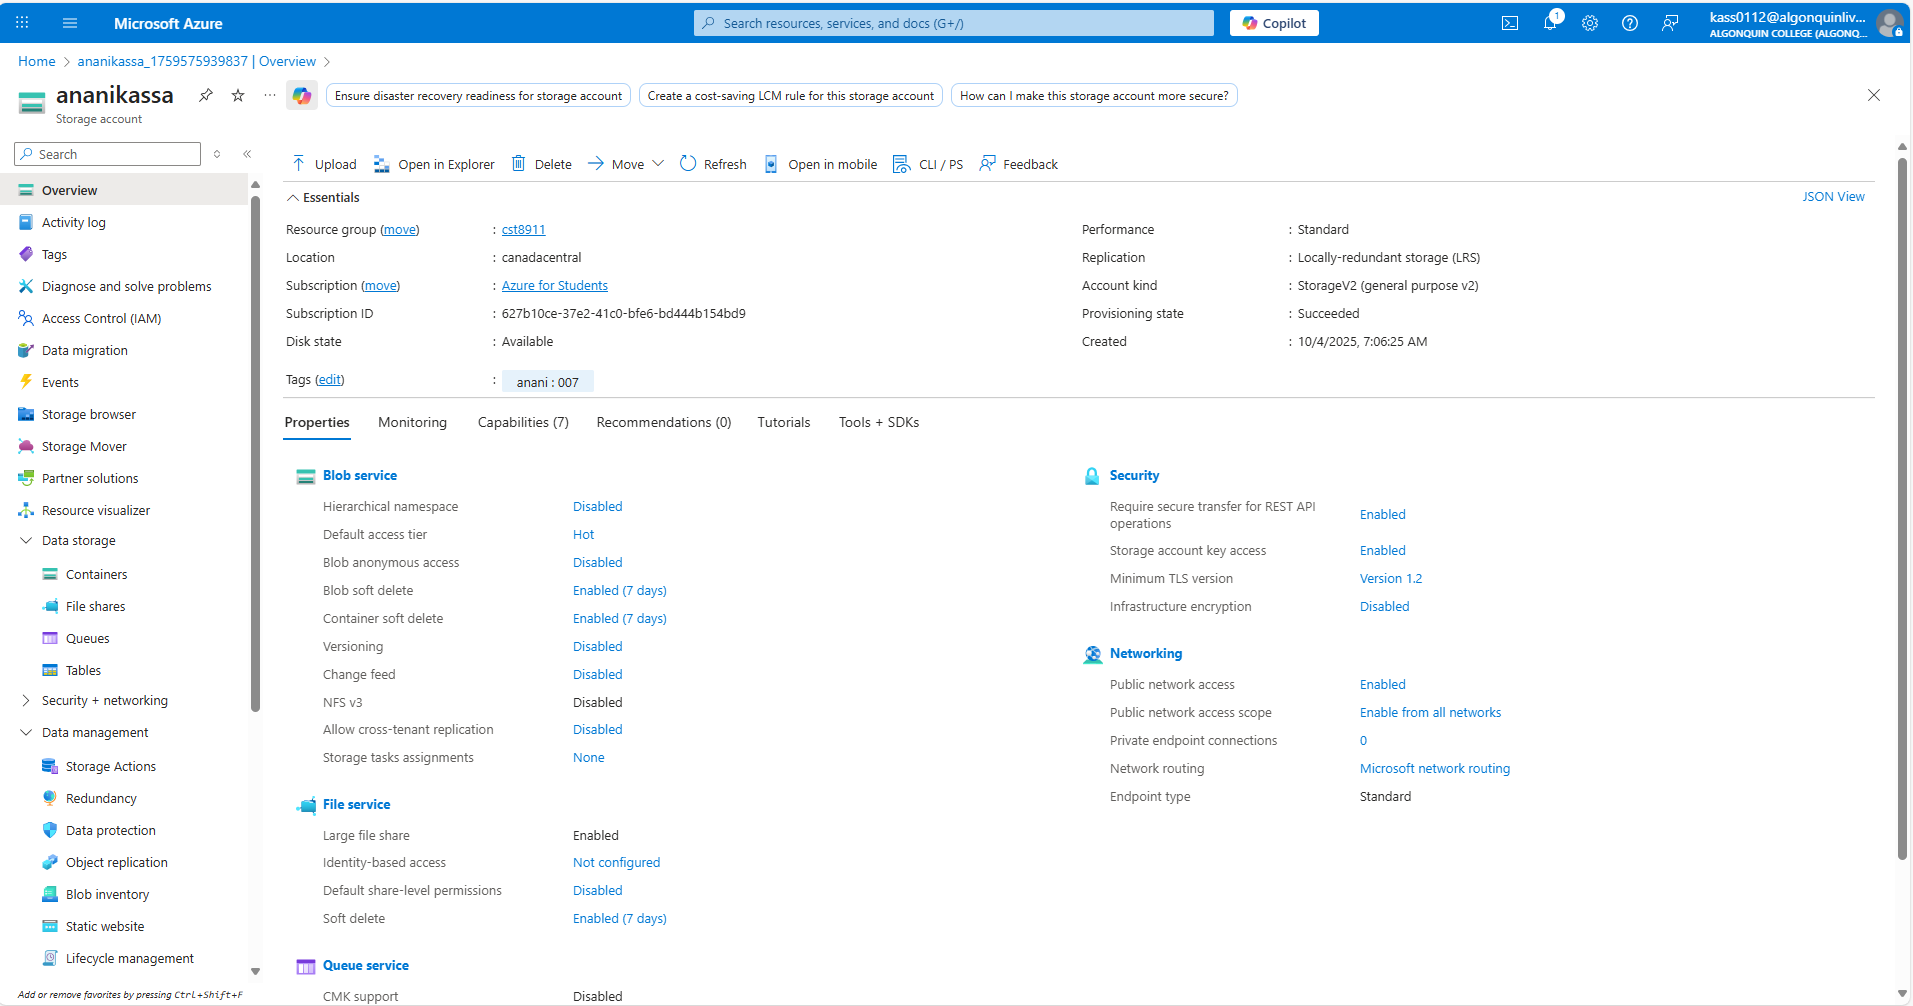 Microsoft Azure
Search resources, services, and docs (G+/)
Copilot
1
kass0112@algonquinliv...
ALGONQUIN COLLEGE (ALGONQ...
Home > ananikassa_1759575939837 | Overview >
ananikassa
Storage account
Ensure disaster recovery readiness for storage account
Create a cost-saving LCM rule for this storage account
How can I make this storage account more secure?
Search
Overview
Activity log
Tags
Diagnose and solve problems
Access Control (IAM)
Data migration
Events
Storage browser
Storage Mover
Partner solutions
Resource visualizer
Data storage
Containers
File shares
Queues
Tables
Security + networking
Data management
Storage Actions
Redundancy
Data protection
Object replication
Blob inventory
Static website
Lifecycle management
Add or remove favorites by pressing Ctrl+Shift+F
Upload
Open in Explorer
Delete
Move
Refresh
Open in mobile
CLI / PS
Feedback
Essentials
JSON View
Resource group (move) : cst8911
Location : canadacentral
Subscription (move) : Azure for Students
Subscription ID : 627b10ce-37e2-41c0-bfe6-bd444b154bd9
Disk state : Available
Tags (edit) : anani : 007
Performance : Standard
Replication : Locally-redundant storage (LRS)
Account kind : StorageV2 (general purpose v2)
Provisioning state : Succeeded
Created : 10/4/2025, 7:06:25 AM
Properties
Monitoring
Capabilities (7)
Recommendations (0)
Tutorials
Tools + SDKs
Blob service
Hierarchical namespace Disabled
Default access tier Hot
Blob anonymous access Disabled
Blob soft delete Enabled (7 days)
Container soft delete Enabled (7 days)
Versioning Disabled
Change feed Disabled
NFS v3 Disabled
Allow cross-tenant replication Disabled
Storage tasks assignments None
File service
Large file share Enabled
Identity-based access Not configured
Default share-level permissions Disabled
Soft delete Enabled (7 days)
Queue service
CMK support Disabled
Security
Require secure transfer for REST API
operations Enabled
Storage account key access Enabled
Minimum TLS version Version 1.2
Infrastructure encryption Disabled
Networking
Public network access Enabled
Public network access scope Enable from all networks
Private endpoint connections 0
Network routing Microsoft network routing
Endpoint type Standard